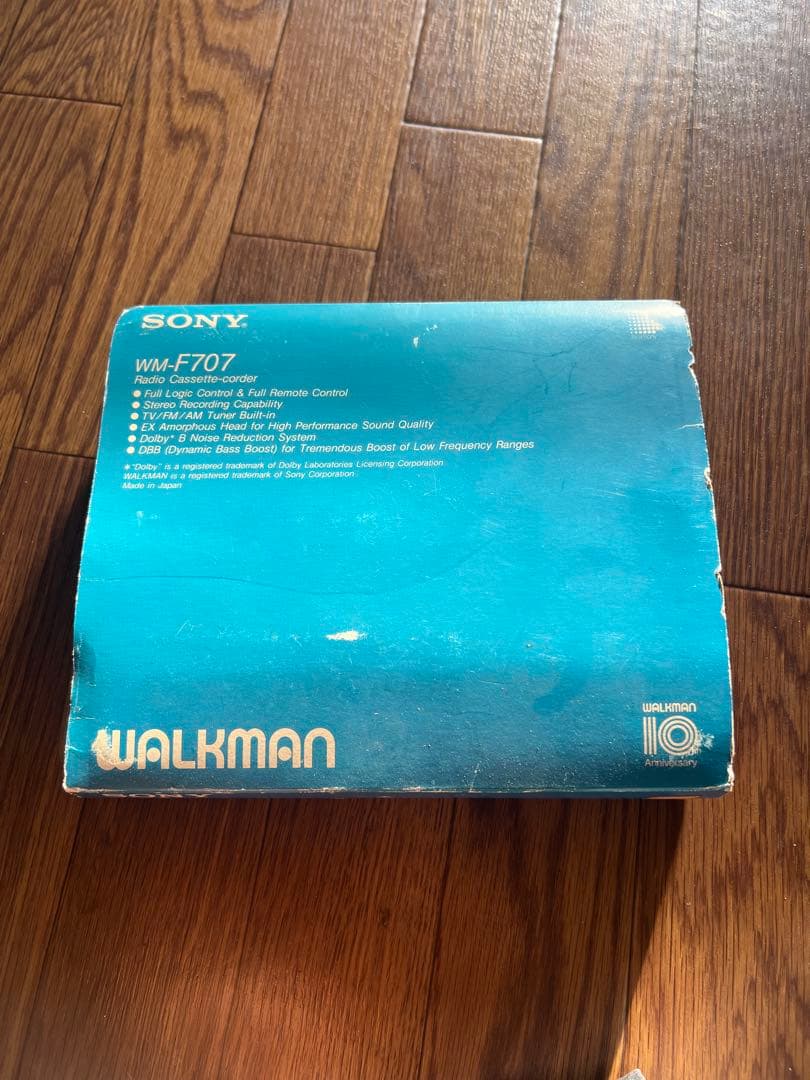 SONY
WM-F707
Radio Cassette-corder
● Full Logic Control & Full Remote Control
● Stereo Recording Capability
● TV/FM/AM Tuner Built-in
● EX Amorphous Head for High Performance Sound Quality
● Dolby* B Noise Reduction System
● DBB (Dynamic Bass Boost) for Tremendous Boost of Low Frequency Ranges
* "Dolby" is a registered trademark of Dolby Laboratories Licensing Corporation
WALKMAN is a registered trademark of Sony Corporation
Made in Japan
WALKMAN
WALKMAN
10
Anniversary
SONY